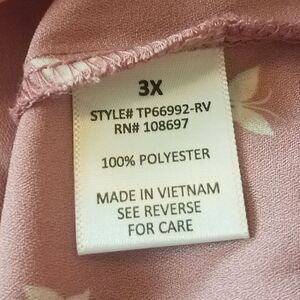 3X
STYLE# TP66992-RV
RN# 108697
100% POLYESTER
MADE IN VIETNAM
SEE REVERSE
FOR CARE